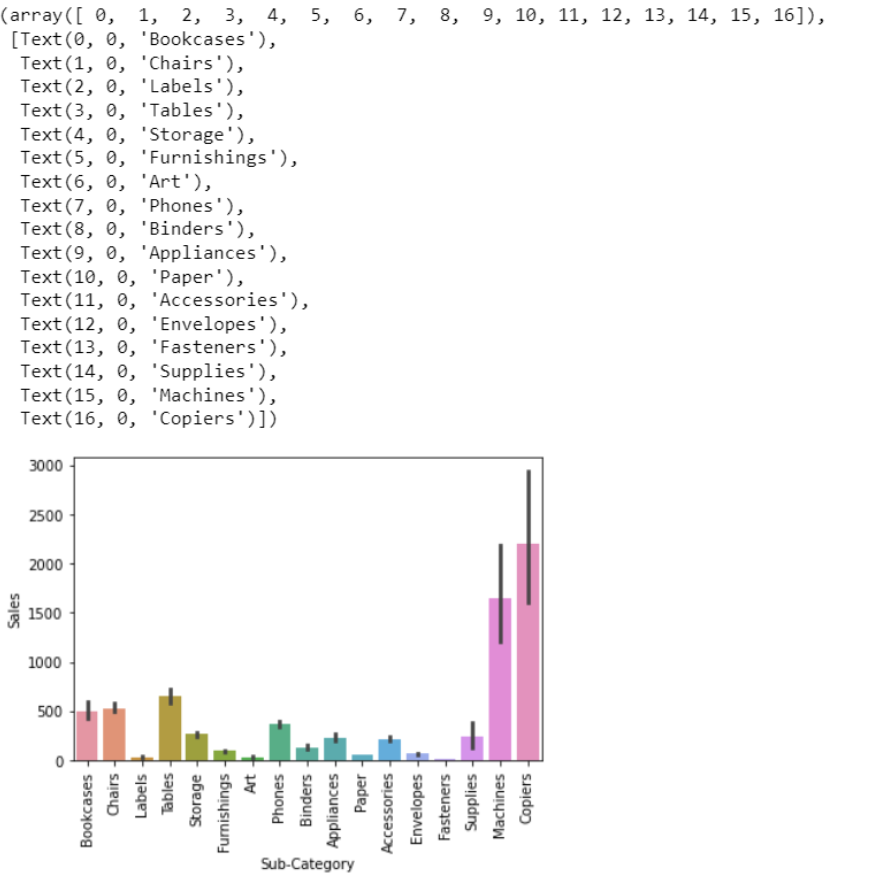 (array([ 0,  1,  2,  3,  4,  5,  6,  7,  8,  9, 10, 11, 12, 13, 14, 15, 16]),
[Text(0, 0, 'Bookcases'),
Text(1, 0, 'Chairs'),
Text(2, 0, 'Labels'),
Text(3, 0, 'Tables'),
Text(4, 0, 'Storage'),
Text(5, 0, 'Furnishings'),
Text(6, 0, 'Art'),
Text(7, 0, 'Phones'),
Text(8, 0, 'Binders'),
Text(9, 0, 'Appliances'),
Text(10, 0, 'Paper'),
Text(11, 0, 'Accessories'),
Text(12, 0, 'Envelopes'),
Text(13, 0, 'Fasteners'),
Text(14, 0, 'Supplies'),
Text(15, 0, 'Machines'),
Text(16, 0, 'Copiers')])
3000
2500
2000
1500
1000
500
0
Sales
Bookcases
Chairs
Labels
Tables
Storage
Furnishings
Art
Phones
Binders
Appliances
Paper
Accessories
Envelopes
Fasteners
Supplies
Machines
Copiers
Sub-Category